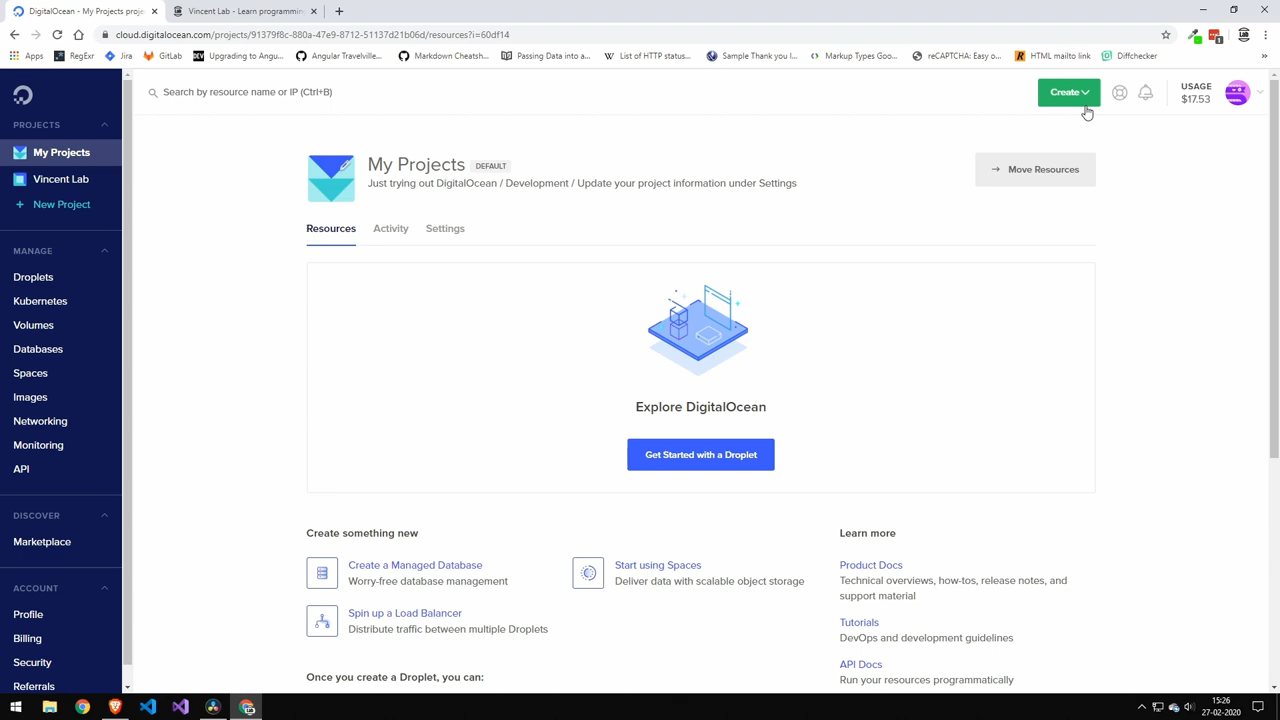 DigitalOcean - My Projects proje
Vincent Lab - Learn programming
cloud.digitalocean.com/projects/91379f8c-880a-47e9-8712-51137d21b06d/resources?i=60df14
Apps
RegExr
Jira
GitLab
Upgrading to Angu...
Angular Travelville...
Markdown Cheatsh...
Passing Data into a...
List of HTTP status...
Sample Thank you l...
Markup Types Goo...
reCAPTCHA: Easy o...
HTML mailto link
Diffchecker
Search by resource name or IP (Ctrl+B)
Create
USAGE
$17.53
PROJECTS
My Projects
Vincent Lab
+ New Project
MANAGE
Droplets
Kubernetes
Volumes
Databases
Spaces
Images
Networking
Monitoring
API
DISCOVER
Marketplace
ACCOUNT
Profile
Billing
Security
Referrals
My Projects DEFAULT
Just trying out DigitalOcean / Development / Update your project information under Settings
→ Move Resources
Resources Activity Settings
Explore DigitalOcean
Get Started with a Droplet
Create something new
Create a Managed Database
Worry-free database management
Start using Spaces
Deliver data with scalable object storage
Spin up a Load Balancer
Distribute traffic between multiple Droplets
Once you create a Droplet, you can:
Learn more
Product Docs
Technical overviews, how-tos, release notes, and
support material
Tutorials
DevOps and development guidelines
API Docs
Run your resources programmatically
15:26
27-02-2020